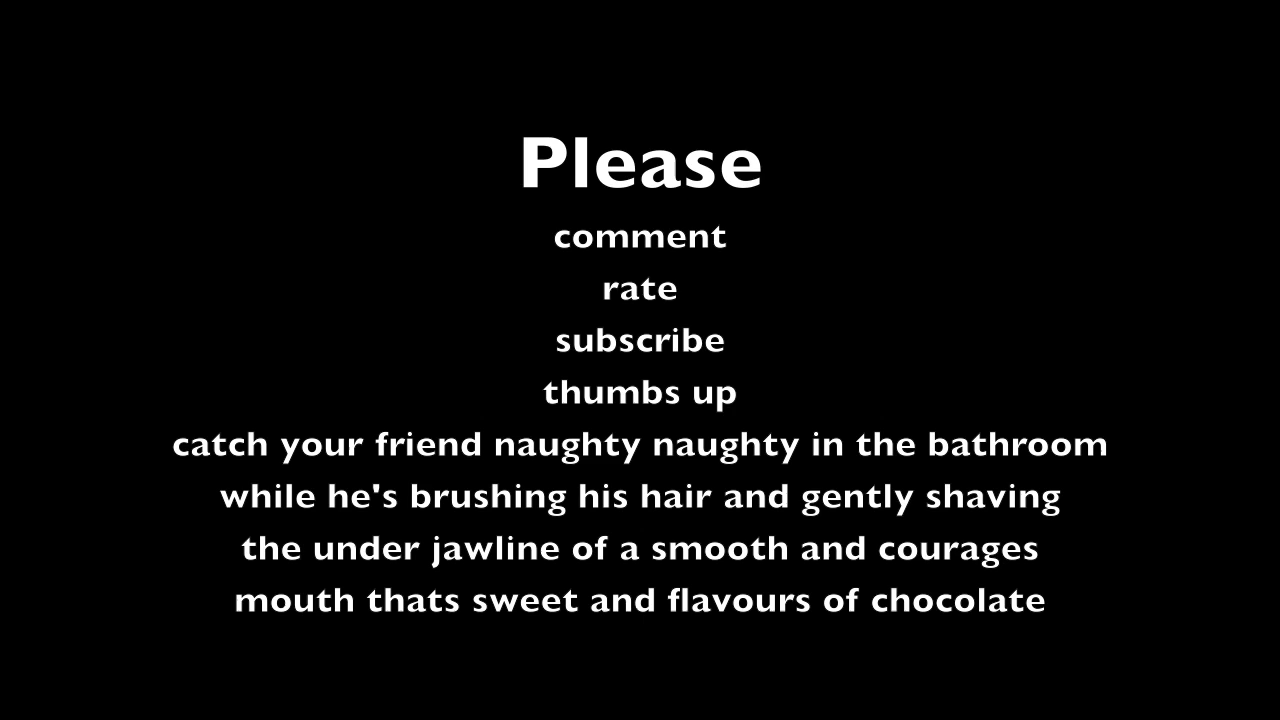 Please
comment
rate
subscribe
thumbs up
catch your friend naughty naughty in the bathroom
while he's brushing his hair and gently shaving
the under jawline of a smooth and courages
mouth thats sweet and flavours of chocolate